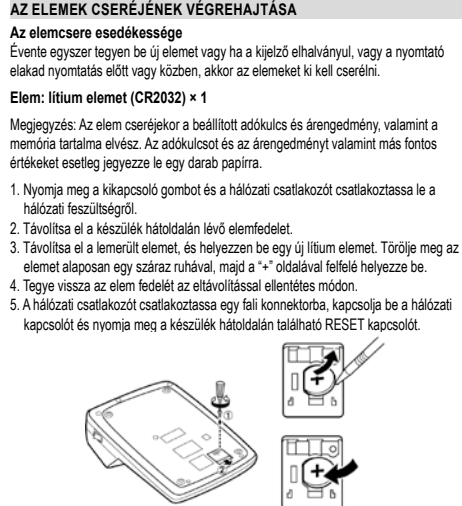 AZ ELEMEK CSERÉJÉNEK VÉGREHAJTÁSA
Az elemcsere esedékessége
Évente egyszer tegyen be új elemet vagy ha a kijelző elhalványul, vagy a nyomtató
elakad nyomtatás előtt vagy közben, akkor az elemeket ki kell cserélni.
Elem: lítium elemet (CR2032) × 1
Megjegyzés: Az elem cseréjekor a beállított adókulcs és árengedmény, valamint a
memória tartalma elvész. Az adókulcsot és az árengedményt valamint más fontos
értékeket esetleg jegyezze le egy darab papírra.
1. Nyomja meg a kikapcsoló gombot és a hálózati csatlakozót csatlakoztassa le a
hálózati feszültségről.
2. Távolítsa el a készülék hátoldalán lévő elemfedelet.
3. Távolítsa el a lemerült elemet, és helyezzen be egy új lítium elemet. Törölje meg az
elemet alaposan egy száraz ruhával, majd a “+” oldalával felfelé helyezze be.
4. Tegye vissza az elem fedelét az eltávolítással ellentétes módon.
5. A hálózati csatlakozót csatlakoztassa egy fali konnektorba, kapcsolja be a hálózati
kapcsolót és nyomja meg a készülék hátoldalán található RESET kapcsolót.
+
①
2
+